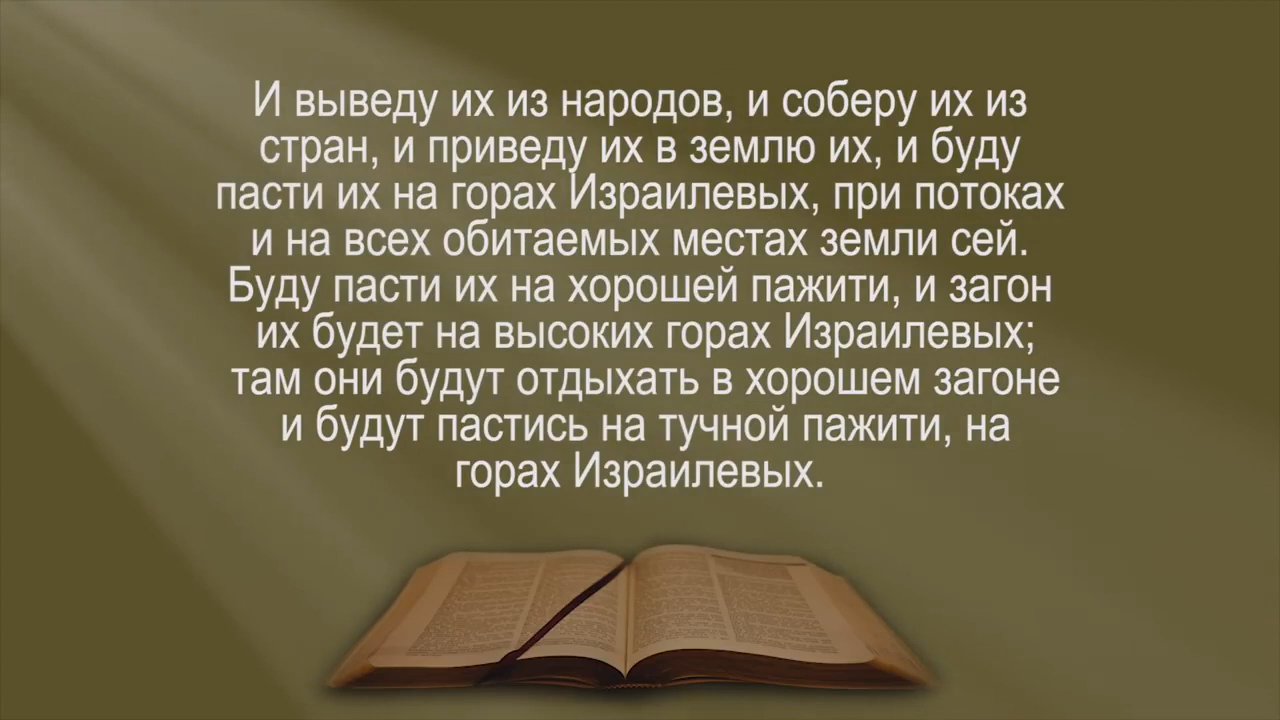 И выведу их из народов, и соберу их из
стран, и приведу их в землю их, и буду
пасти их на горах Израилевых, при потоках
и на всех обитаемых местах земли сей.
Буду пасти их на хорошей пажити, и загон
их будет на высоких горах Израилевых;
там они будут отдыхать в хорошем загоне
и будут пастись на тучной пажити, на
горах Израилевых.